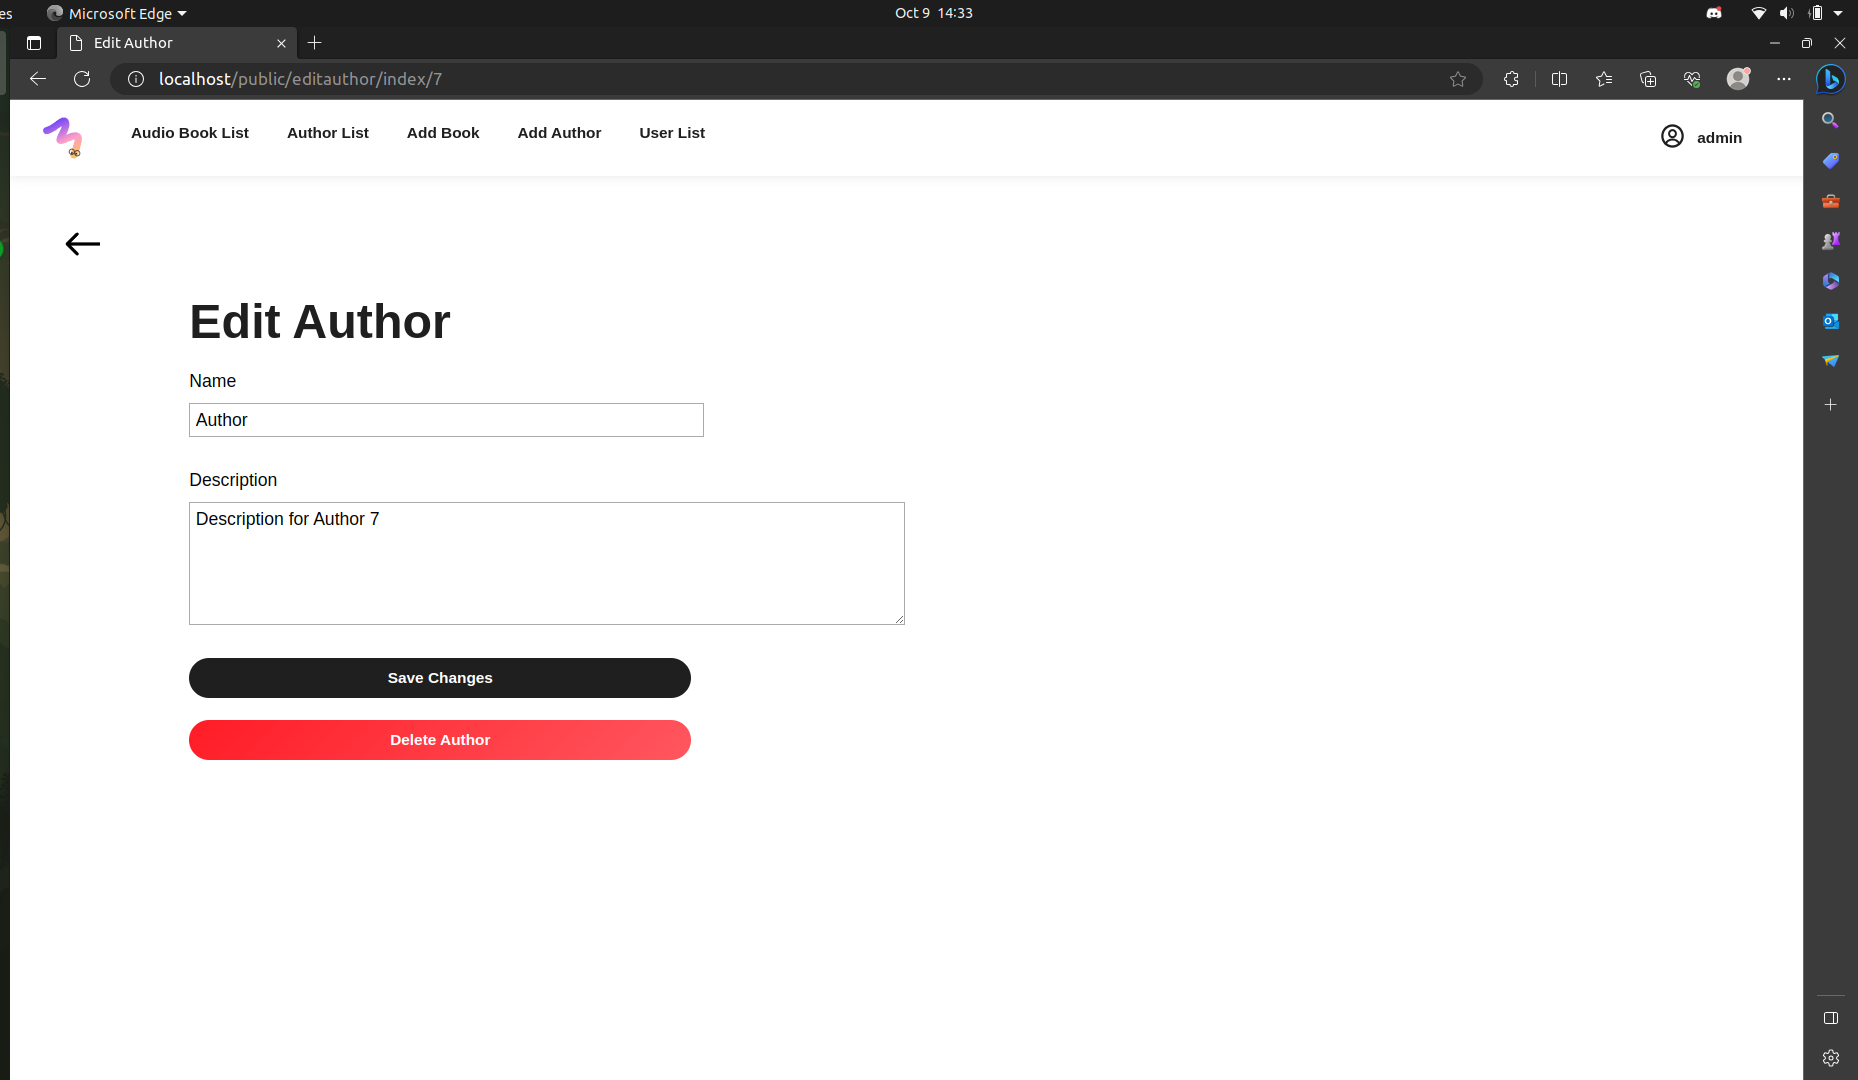 es
Microsoft Edge
Oct 9 14:33
Edit Author
localhost/public/editauthor/index/7
Audio Book List
Author List
Add Book
Add Author
User List
admin
Edit Author
Name
Author
Description
Description for Author 7
Save Changes
Delete Author